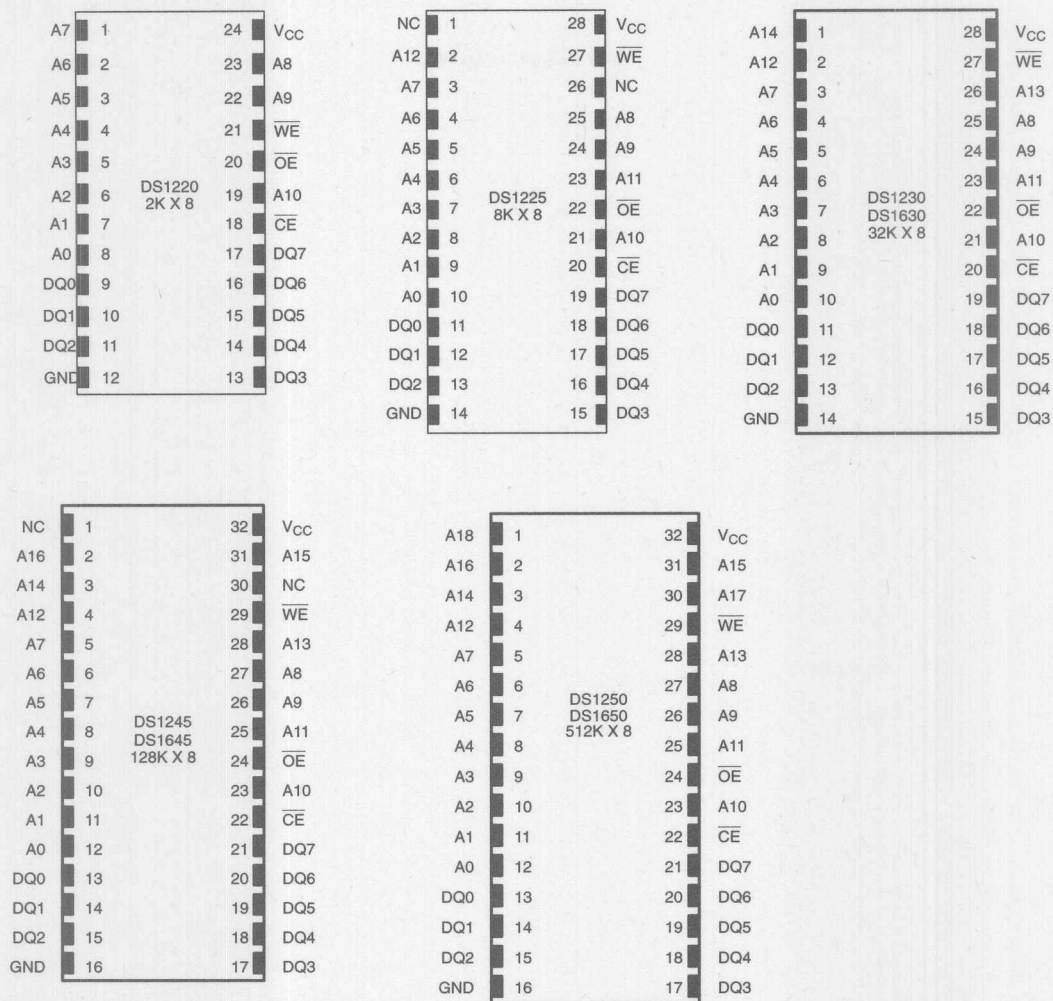 A7 1 24 VCC
A6 2 23 A8
A5 3 22 A9
A4 4 21 WE
A3 5 20 OE
A2 6 19 A10
DS1220
2K X 8
A1 7 18 CE
A0 8 17 DQ7
DQ0 9 16 DQ6
DQ1 10 15 DQ5
DQ2 11 14 DQ4
GND 12 13 DQ3
NC 1 28 VCC
A12 2 27 WE
A7 3 26 NC
A6 4 25 A8
A5 5 24 A9
A4 6 23 A11
DS1225
8K X 8
A3 7 22 OE
A2 8 21 A10
A1 9 20 CE
A0 10 19 DQ7
DQ0 11 18 DQ6
DQ1 12 17 DQ5
DQ2 13 16 DQ4
GND 14 15 DQ3
A14 1 28 VCC
A12 2 27 WE
A7 3 26 A13
A6 4 25 A8
A5 5 24 A9
A4 6 23 A11
DS1230
DS1630
32K X 8
A3 7 22 OE
A2 8 21 A10
A1 9 20 CE
A0 10 19 DQ7
DQ0 11 18 DQ6
DQ1 12 17 DQ5
DQ2 13 16 DQ4
GND 14 15 DQ3
NC 1 32 VCC
A16 2 31 A15
A14 3 30 NC
A12 4 29 WE
A7 5 28 A13
A6 6 27 A8
A5 7 26 A9
DS1245
DS1645
128K X 8
A4 8 25 A11
A3 9 24 OE
A2 10 23 A10
A1 11 22 CE
A0 12 21 DQ7
DQ0 13 20 DQ6
DQ1 14 19 DQ5
DQ2 15 18 DQ4
GND 16 17 DQ3
A18 1 32 VCC
A16 2 31 A15
A14 3 30 A17
A12 4 29 WE
A7 5 28 A13
A6 6 27 A8
DS1250
DS1650
512K X 8
A5 7 26 A9
A4 8 25 A11
A3 9 24 OE
A2 10 23 A10
A1 11 22 CE
A0 12 21 DQ7
DQ0 13 20 DQ6
DQ1 14 19 DQ5
DQ2 15 18 DQ4
GND 16 17 DQ3